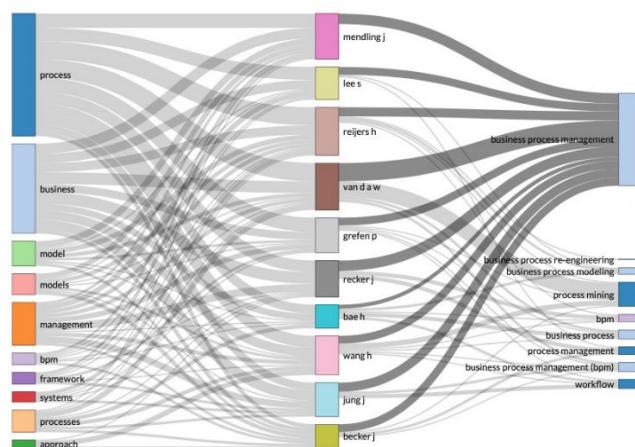 process
business
model
models
management
bpm
framework
systems
processes
approach
mendling j
lee s
reijers h
van d a w
grefen p
recker j
bae h
wang h
jung j
becker j
business process management
business process re-engineering
business process modeling
process mining
bpm
business process
process management
business process management (bpm)
workflow